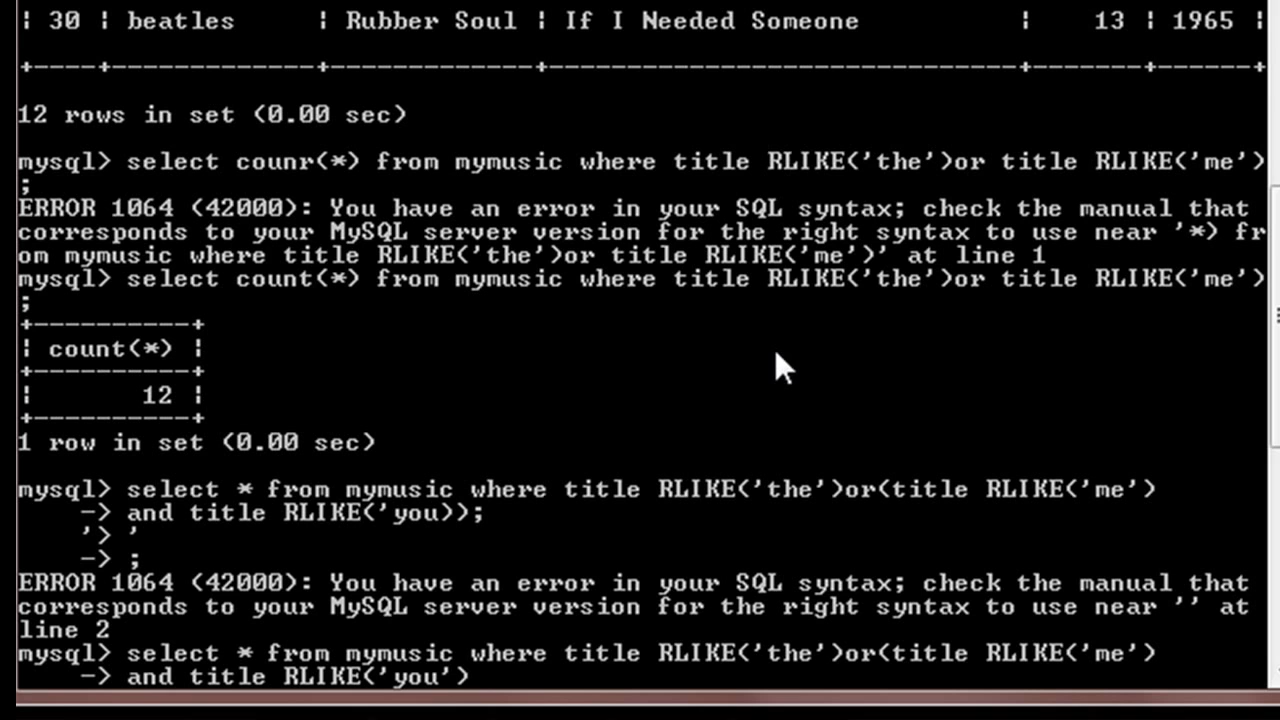 ¦ 30 ¦ beatles ¦ Rubber Soul ¦ If I Needed Someone ¦ 13 ¦ 1965 ¦
+----+-------------+-------------+-------------------------------+-------+------+
12 rows in set (0.00 sec)
mysql> select counr(*) from mymusic where title RLIKE('the')or title RLIKE('me')
;
ERROR 1064 (42000): You have an error in your SQL syntax; check the manual that
corresponds to your MySQL server version for the right syntax to use near '*) fr
om mymusic where title RLIKE('the')or title RLIKE('me')' at line 1
mysql> select count(*) from mymusic where title RLIKE('the')or title RLIKE('me')
;
+----------+
¦ count(*) ¦
+----------+
¦ 12 ¦
+----------+
1 row in set (0.00 sec)
mysql> select * from mymusic where title RLIKE('the')or(title RLIKE('me')
-> and title RLIKE('you));
'> '
-> ;
ERROR 1064 (42000): You have an error in your SQL syntax; check the manual that
corresponds to your MySQL server version for the right syntax to use near '' at
line 2
mysql> select * from mymusic where title RLIKE('the')or(title RLIKE('me')
-> and title RLIKE('you')